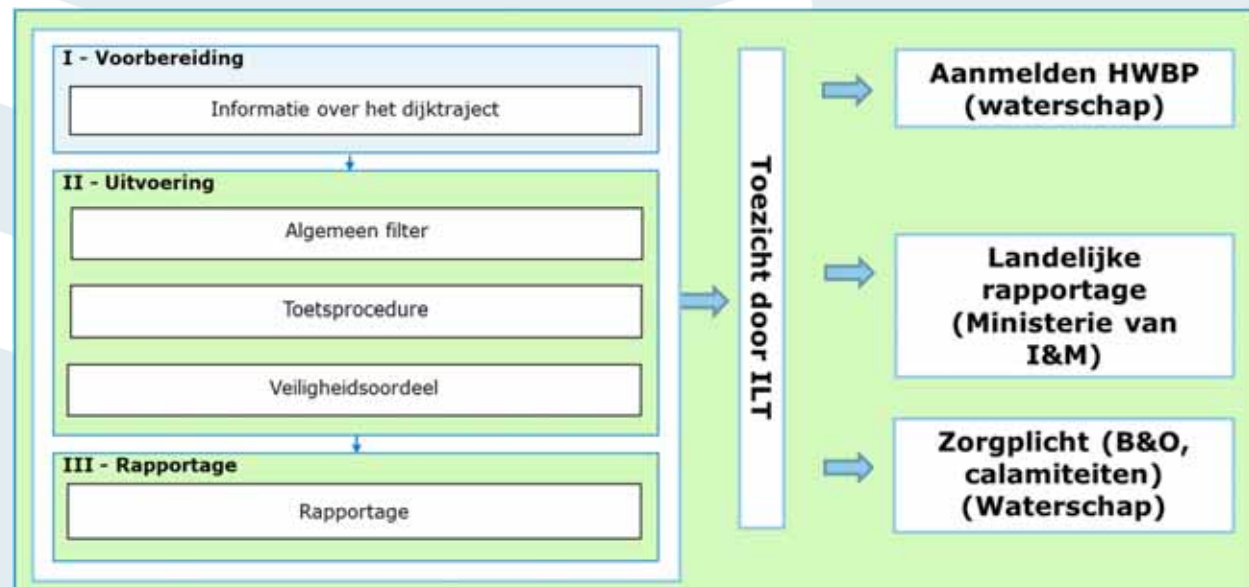 I - Voorbereiding
Informatie over het dijktraject
II - Uitvoering
Algemeen filter
Toetsprocedure
Veiligheidsoordeel
III - Rapportage
Rapportage
Toezicht door ILT
Aanmelden HWBP
(waterschap)
Landelijke
rapportage
(Ministerie van
I&M)
Zorgplicht (B&O,
calamiteiten)
(Waterschap)